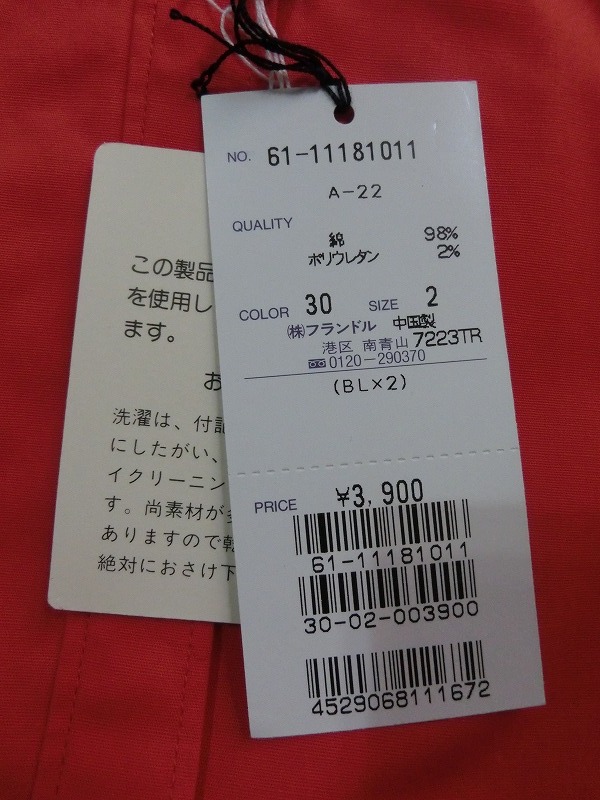 NO. 61-11181011
A-22
QUALITY
綿 98%
ポリウレタン 2%
COLOR 30 SIZE 2
㈱フランドル 中国製
港区 南青山 7223TR
0120-290370
(BL×2)
PRICE ¥3,900
61-11181011
30-02-003900
4529068111672
この製品
を使用し
ます。
お
洗濯は、付記
にしたがい、
イクリーニン
す。尚素材が多
ありますので乾
絶対におさけ下